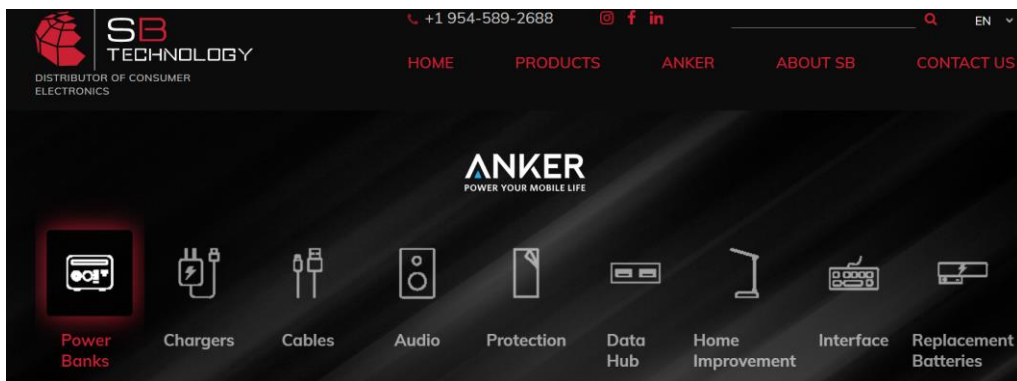 SB
TECHNOLOGY
DISTRIBUTOR OF CONSUMER
ELECTRONICS
+1 954-589-2688
EN
HOME PRODUCTS ANKER ABOUT SB CONTACT US
ANKER
POWER YOUR MOBILE LIFE
Power
Banks
Chargers
Cables
Audio
Protection
Data
Hub
Home
Improvement
Interface
Replacement
Batteries